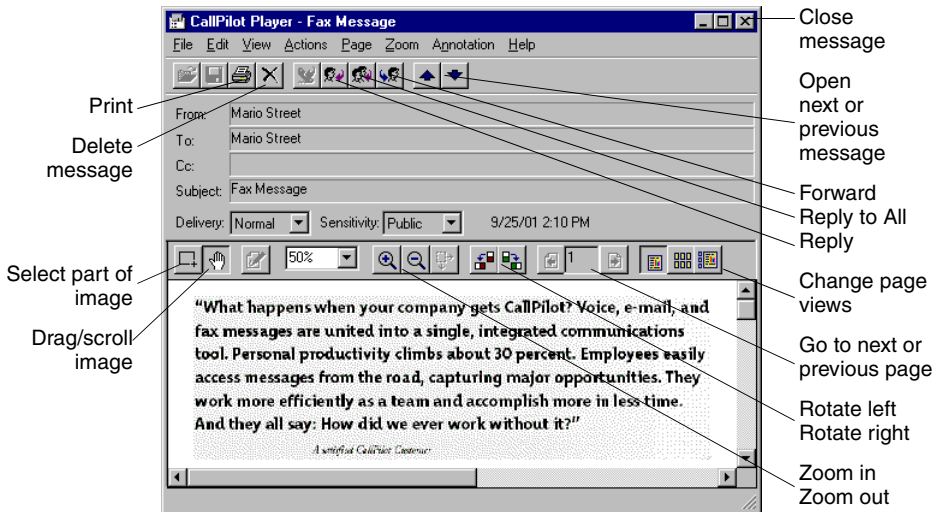 CallPilot Player - Fax Message
File Edit View Actions Page Zoom Annotation Help
From: Mario Street
To: Mario Street
Cc:
Subject: Fax Message
Delivery: Normal Sensitivity: Public 9/25/01 2:10 PM
50% 1
“What happens when your company gets CallPilot? Voice, e-mail, and
fax messages are united into a single, integrated communications
tool. Personal productivity climbs about 30 percent. Employees easily
access messages from the road, capturing major opportunities. They
work more efficiently as a team and accomplish more in less time.
And they all say: How did we ever work without it?”
A satisfied CallPilot Customer
Print
Delete
message
Select part of
image
Drag/scroll
image
Close
message
Open
next or
previous
message
Forward
Reply to All
Reply
Change page
views
Go to next or
previous page
Rotate left
Rotate right
Zoom in
Zoom out